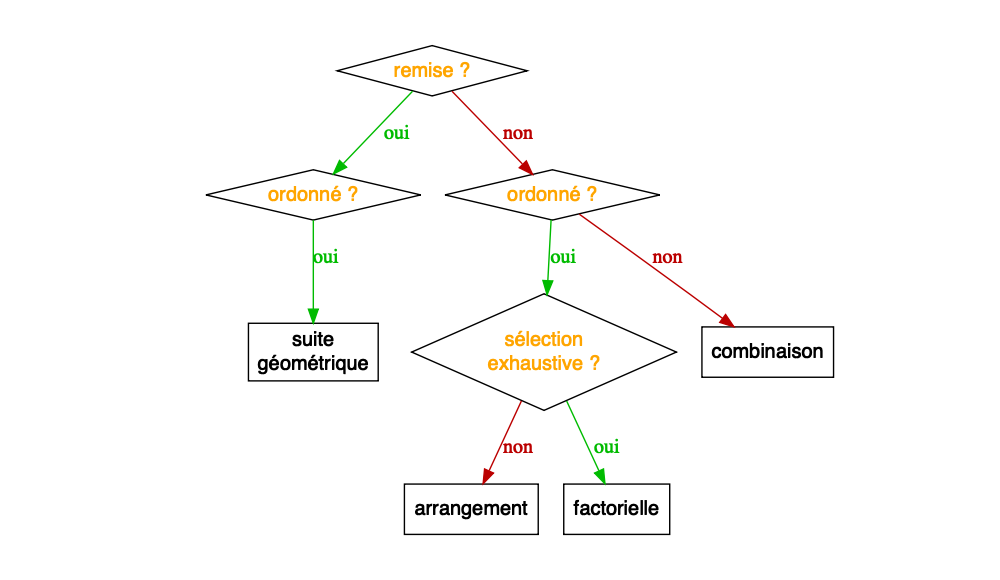 remise ?
oui
non
ordonné ?
ordonné ?
oui
oui
non
suite
géométrique
sélection
exhaustive ?
combinaison
non
oui
arrangement
factorielle